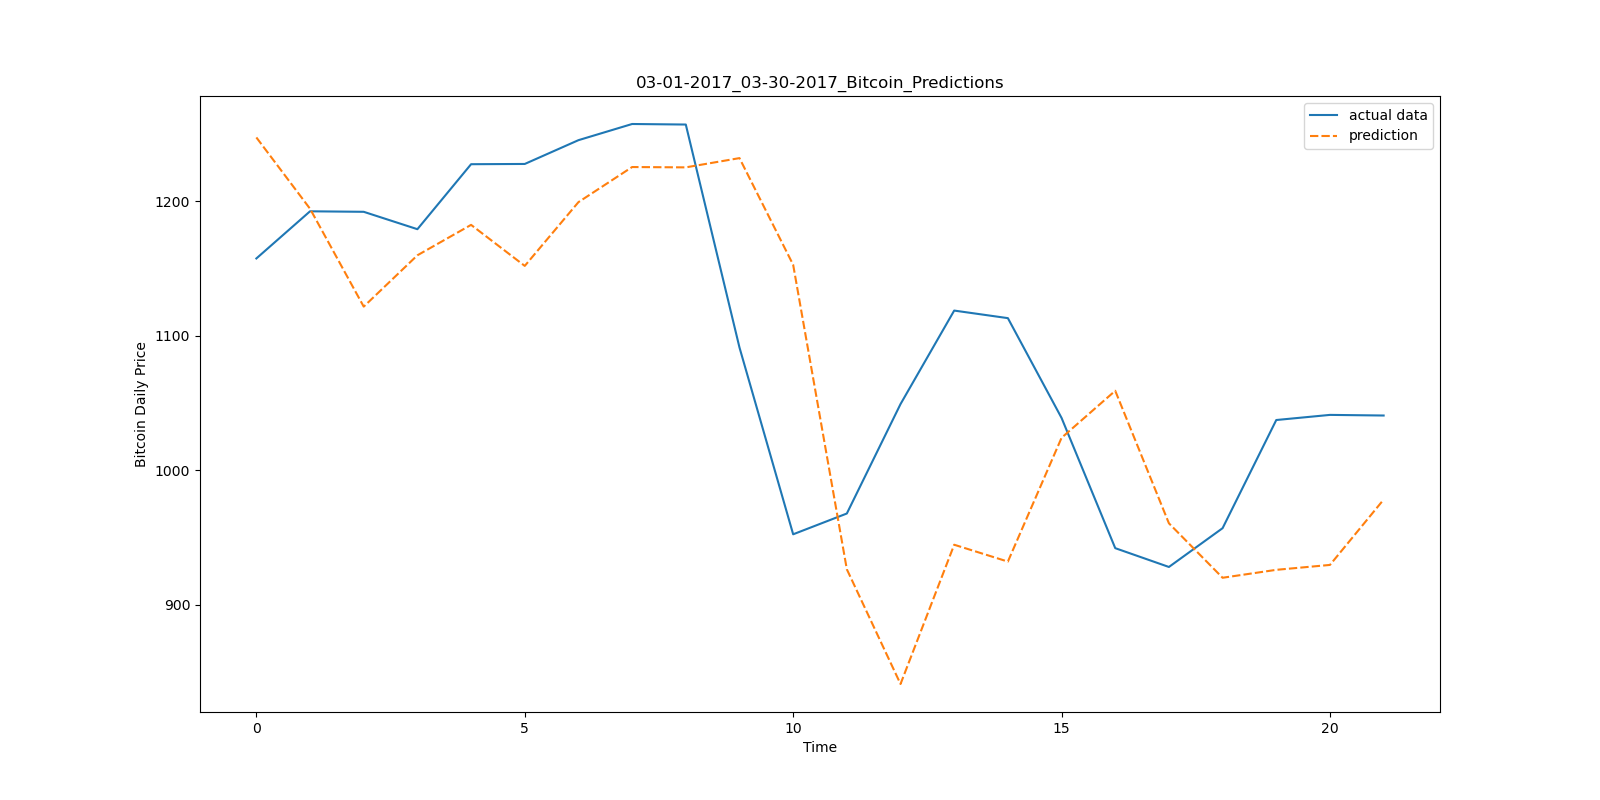 03-01-2017_03-30-2017_Bitcoin_Predictions
actual data
prediction
Bitcoin Daily Price
1200
1100
1000
900
0 5 10 15 20
Time